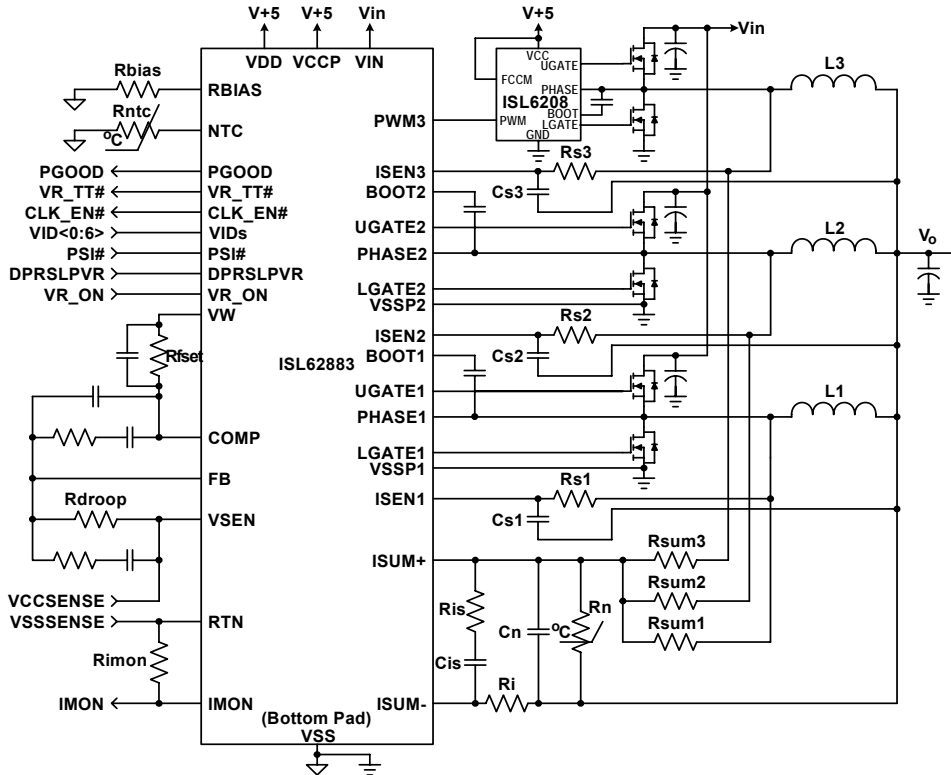 V+5
V+5
Vin
V+5
Vin
VDD
VCCP
VIN
VCC
UGATE
FCCM
PHASE
ISL6208
BOOT
PWM
LGATE
GND
L3
Rbias
RBIAS
Rntc
°C
NTC
PWM3
PGOOD
PGOOD
VR_TT#
VR_TT#
CLK_EN#
CLK_EN#
VID<0:6>
VIDs
PSI#
PSI#
DPRSLPVR
DPRSLPVR
VR_ON
VR_ON
VW
Rfset
ISL62883
COMP
FB
Rdroop
VSEN
VCCSENSE
VSSSENSE
RTN
Rimon
IMON
IMON
(Bottom Pad)
VSS
ISEN3
Rs3
Cs3
BOOT2
UGATE2
PHASE2
L2
Vo
LGATE2
VSSP2
ISEN2
Rs2
Cs2
BOOT1
UGATE1
PHASE1
L1
LGATE1
VSSP1
ISEN1
Rs1
Cs1
ISUM+
Rsum3
Rsum2
Rsum1
Ris
Cn
°C
Rn
Cis
Ri
ISUM-